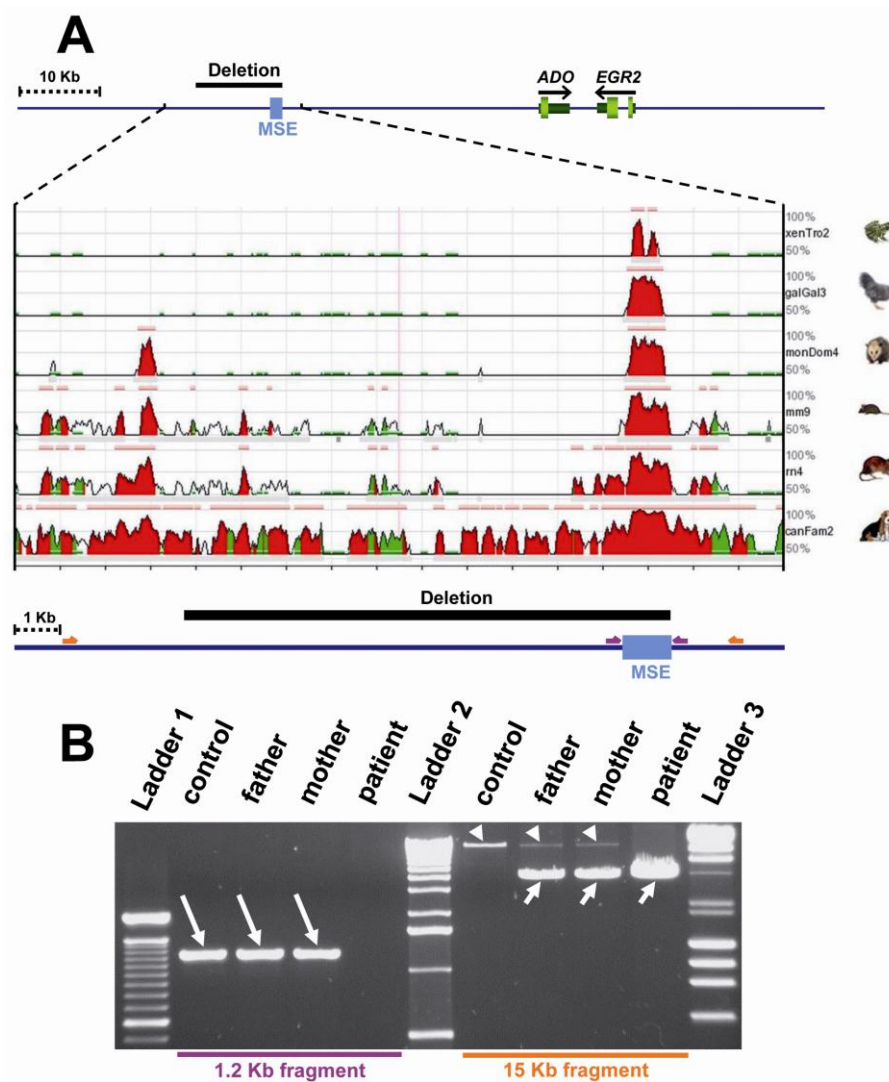 A
Deletion
10 Kb
ADO EGR2
MSE
100%
xenTro2
50%
100%
galGal3
50%
100%
monDom4
50%
100%
mm9
50%
100%
rn4
50%
100%
canFam2
50%
Deletion
1 Kb
MSE
B
Ladder 1
control
father
mother
patient
Ladder 2
control
father
mother
patient
Ladder 3
1.2 Kb fragment
15 Kb fragment